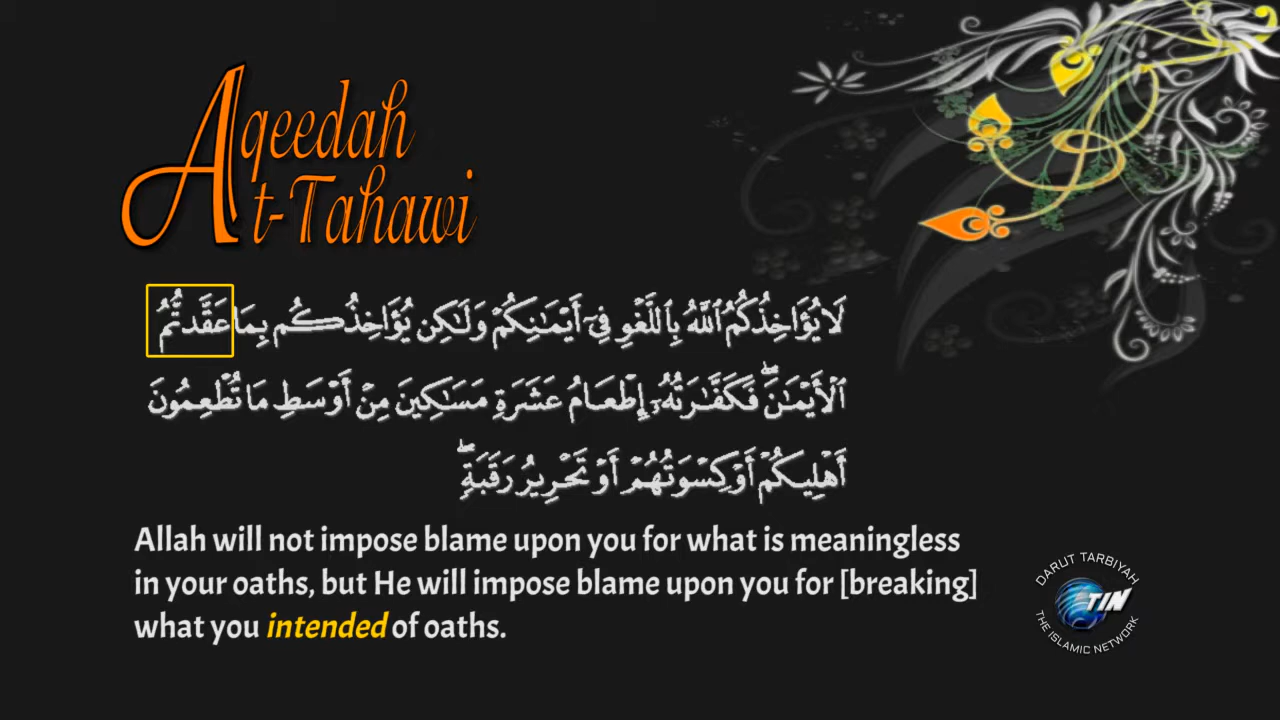 Aqeedah
At-Tahawi
لَا يُؤَاخِذُكُمُ ٱللَّهُ بِٱللَّغْوِ فِىٓ أَيْمَـٰنِكُمْ وَلَـٰكِن يُؤَاخِذُكُم بِمَا عَقَّدتُّمُ
ٱلْأَيْمَـٰنَ ۖ فَكَفَّـٰرَتُهُۥٓ إِطْعَامُ عَشَرَةِ مَسَـٰكِينَ مِنْ أَوْسَطِ مَا تُطْعِمُونَ
أَهْلِيكُمْ أَوْ كِسْوَتُهُمْ أَوْ تَحْرِيرُ رَقَبَةٍ ۖ
Allah will not impose blame upon you for what is meaningless
in your oaths, but He will impose blame upon you for [breaking]
what you intended of oaths.
DARUT TARBIYAH
TIN
THE ISLAMIC NETWORK